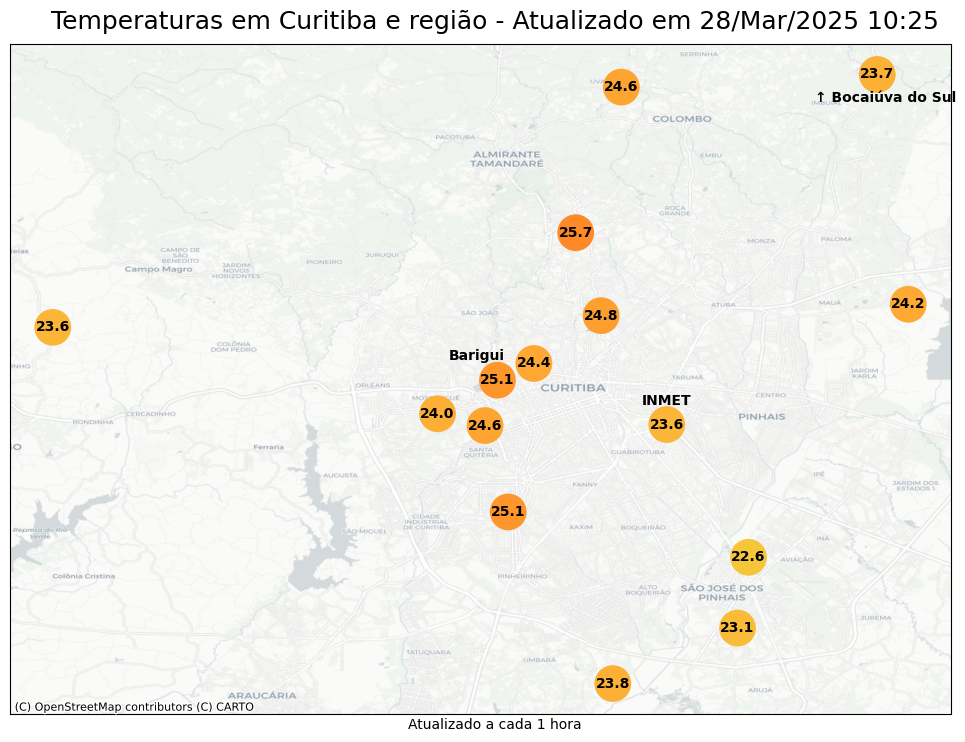 Temperaturas em Curitiba e região - Atualizado em 28/Mar/2025 10:25
SERRINHA
23.7
24.6
↑ Bocaiúva do Sul
COLOMBO
PACOTUBA
ALMIRANTE
TAMANDARÉ
EMBU
ROÇA
GRANDE
25.7
MONZA
PALOMA
CAMPO DE
SÃO
BENEDITO
JURUQUI
PIONEIRO
Campo Magro
JARDIM
NOVOS
HORIZONTES
24.2
MAUÁ
ATUBA
SÃO JOÃO
24.8
23.6
COLÔNIA
DOM PEDRO
Barigui
24.4
25.1
CURITIBA
TARUMÃ
JARDIM
KARLA
ORLEANS
CENTRO
INMET
24.0
CERCADINHO
RONDINHA
PINHAIS
24.6
23.6
Ferraria
SANTA
QUITÉRIA
GUABIROTUBA
AUGUSTA
IPÊ
FANNY
JARDIM DOS
ESTADOS 1
25.1
CIDADE
INDUSTRIAL
DE CURITIBA
SÃO MIGUEL
XAXIM
BOQUEIRÃO
Represa do Rio
Verde
INÁ
22.6
AVIAÇÃO
Colônia Cristina
PINHEIRINHO
ALTO
BOQUEIRÃO
SÃO JOSÉ DOS
PINHAIS
JUREMA
23.1
TATUQUARA
UMBARÁ
23.8
ARUJÁ
ARAUCÁRIA
(C) OpenStreetMap contributors (C) CARTO
Atualizado a cada 1 hora